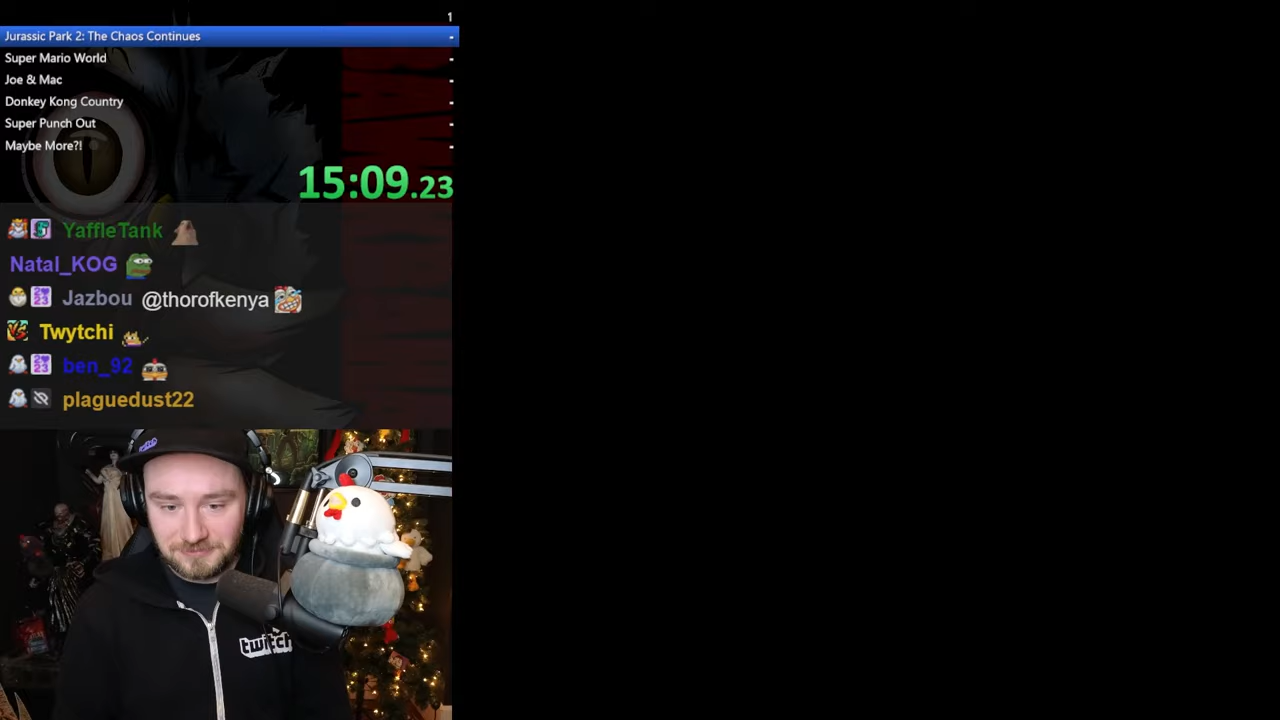 1
Jurassic Park 2: The Chaos Continues -
Super Mario World -
Joe & Mac -
Donkey Kong Country -
Super Punch Out -
Maybe More?! -
15:09.23
YaffleTank
Natal_KOG
Jazbou @thorofkenya
Twytchi
ben_92
plaguedust22
twitch